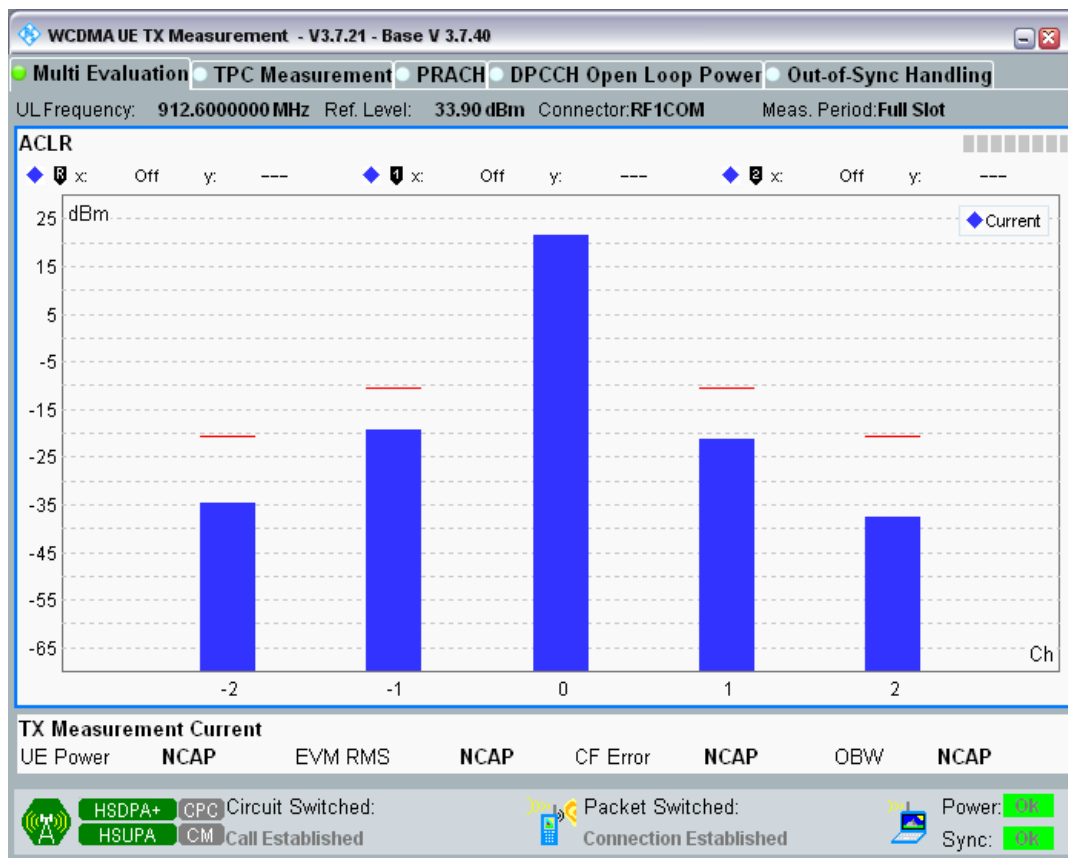 WCDMA UE TX Measurement - V3.7.21 - Base V 3.7.40
Multi Evaluation TPC Measurement PRACH DPCCH Open Loop Power Out-of-Sync Handling
UL Frequency: 912.6000000 MHz Ref. Level: 33.90 dBm Connector:RF1COM Meas. Period:Full Slot
ACLR
R x: Off y: --- 1 x: Off y: --- 2 x: Off y: ---
dBm
Current
25
15
5
-5
-15
-25
-35
-45
-55
-65
Ch
-2 -1 0 1 2
TX Measurement Current
UE Power NCAP EVM RMS NCAP CF Error NCAP OBW NCAP
HSDPA+ CPC Circuit Switched: Packet Switched: Power: OK
HSUPA CM Call Established Connection Established Sync: OK